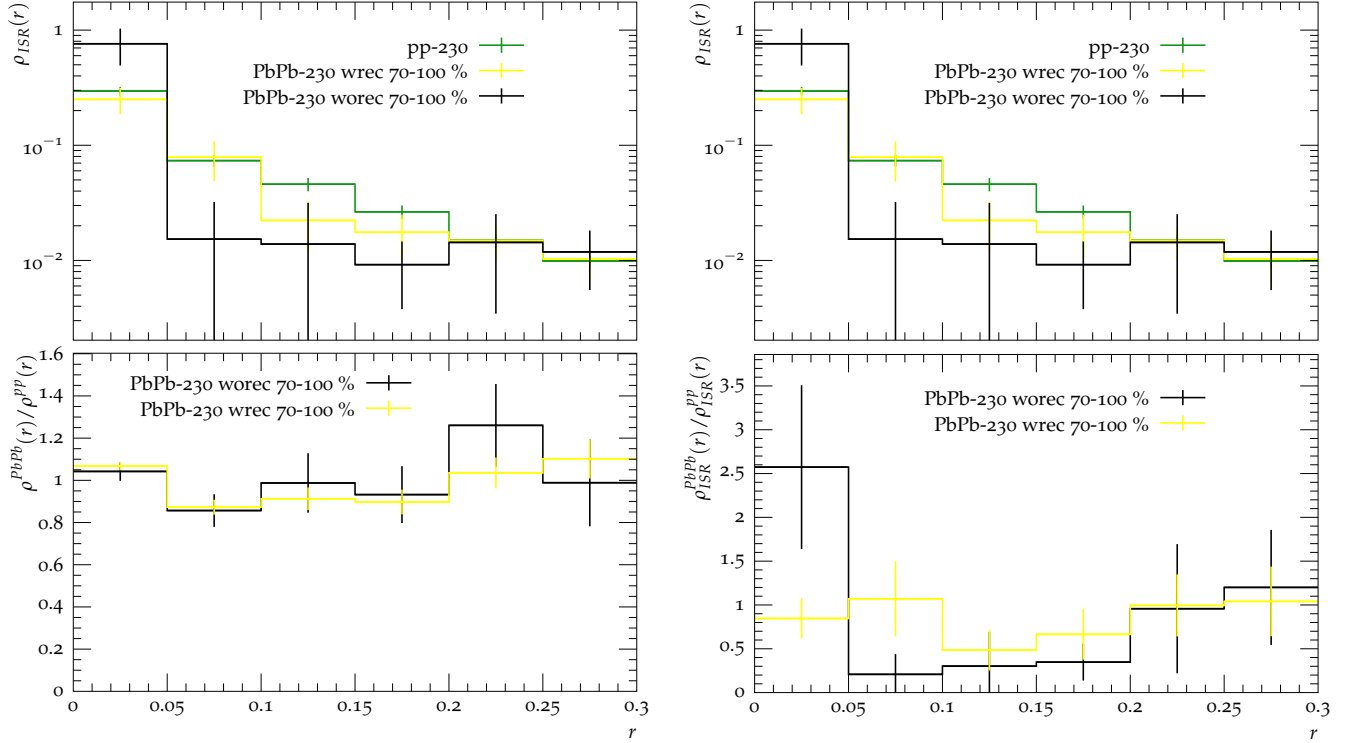 ρ_ISR(r)
1
10⁻¹
10⁻²
pp-230
PbPb-230 wrec 70-100 %
PbPb-230 worec 70-100 %
ρ_ISR(r)
1
10⁻¹
10⁻²
pp-230
PbPb-230 wrec 70-100 %
PbPb-230 worec 70-100 %
ρ^PbPb(r)/ρ^pp(r)
1.6
1.4
1.2
1
0.8
0.6
0.4
0.2
0
PbPb-230 worec 70-100 %
PbPb-230 wrec 70-100 %
0 0.05 0.1 0.15 0.2 0.25 0.3
r
ρ_ISR^PbPb(r)/ρ_ISR^pp(r)
3.5
3
2.5
2
1.5
1
0.5
0
PbPb-230 worec 70-100 %
PbPb-230 wrec 70-100 %
0 0.05 0.1 0.15 0.2 0.25 0.3
r